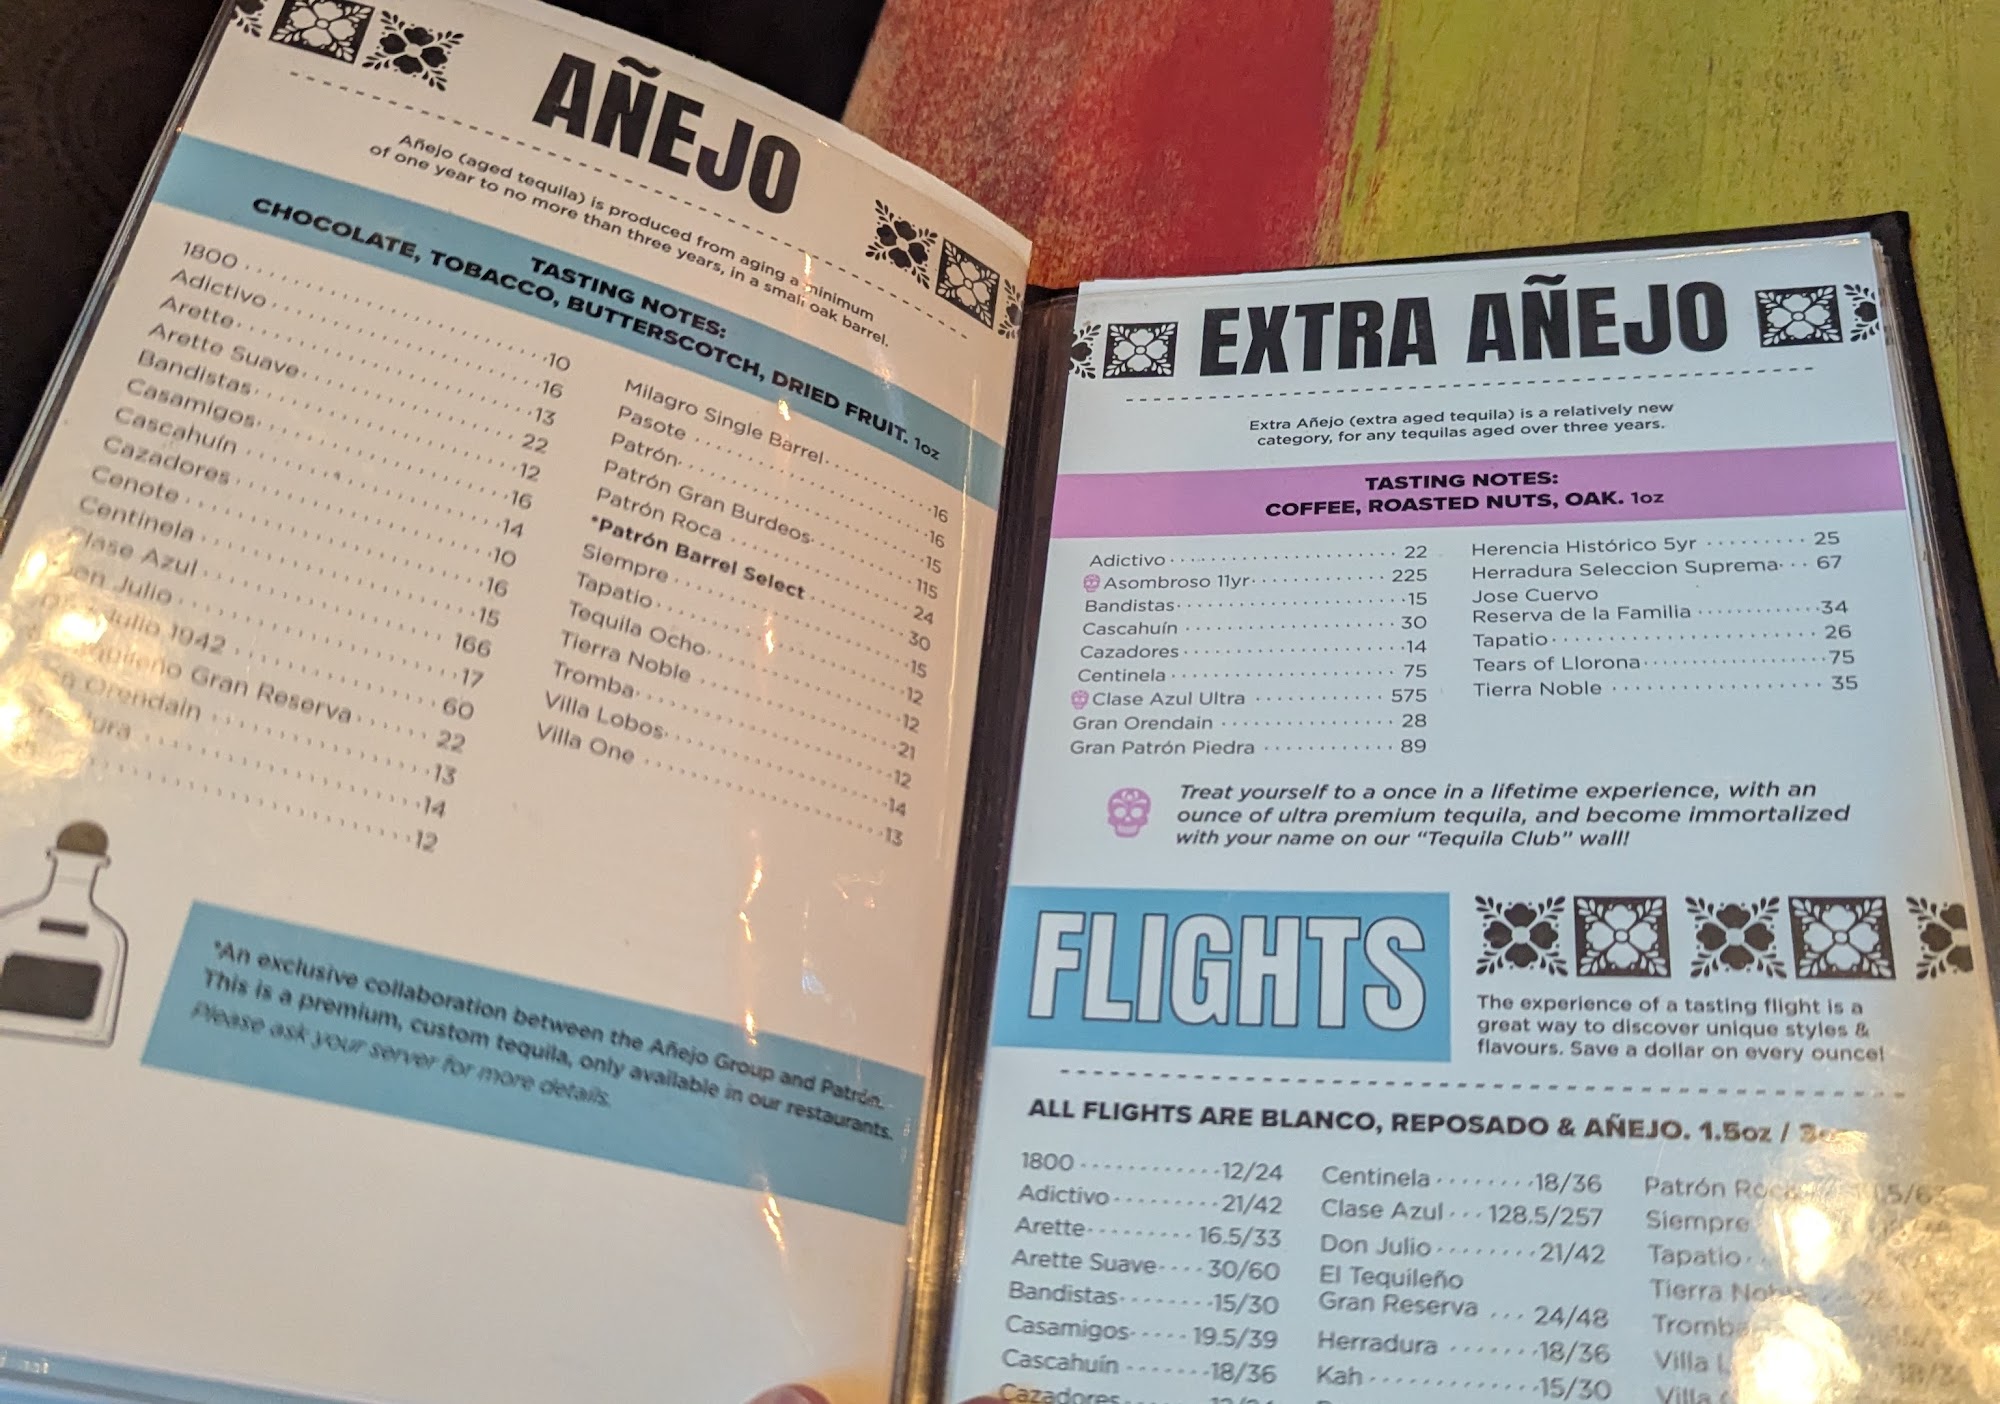 AÑEJO
Añejo (aged tequila) is produced from aging a minimum
of one year to no more than three years, in a small oak barrel.
TASTING NOTES:
CHOCOLATE, TOBACCO, BUTTERSCOTCH, DRIED FRUIT. 1oz
1800 10
Adictivo 16
Arette 13
Arette Suave 22
Bandistas 12
Casamigos 16
Cascahuín 14
Cazadores 10
Cenote 16
Centinela 15
Clase Azul 166
Julio 17
Julio 1942 60
Gran Reserva 22
Orendain 13
14
12
Milagro Single Barrel 16
Pasote 16
Patrón 15
Patrón Gran Burdeos 115
Patrón Roca 24
*Patrón Barrel Select 30
Siempre 15
Tapatio 12
Tequila Ocho 12
Tierra Noble 21
Tromba 12
Villa Lobos 14
Villa One 13
*An exclusive collaboration between the Añejo Group and Patrón.
This is a premium, custom tequila, only available in our restaurants.
Please ask your server for more details.
EXTRA AÑEJO
Extra Añejo (extra aged tequila) is a relatively new
category, for any tequilas aged over three years.
TASTING NOTES:
COFFEE, ROASTED NUTS, OAK. 1oz
Adictivo 22
Asombroso 11yr 225
Bandistas 15
Cascahuín 30
Cazadores 14
Centinela 75
Clase Azul Ultra 575
Gran Orendain 28
Gran Patrón Piedra 89
Herencia Histórico 5yr 25
Herradura Seleccion Suprema 67
Jose Cuervo
Reserva de la Familia 34
Tapatio 26
Tears of Llorona 75
Tierra Noble 35
Treat yourself to a once in a lifetime experience, with an
ounce of ultra premium tequila, and become immortalized
with your name on our “Tequila Club” wall!
FLIGHTS
The experience of a tasting flight is a
great way to discover unique styles &
flavours. Save a dollar on every ounce!
ALL FLIGHTS ARE BLANCO, REPOSADO & AÑEJO. 1.5oz /
1800 12/24
Adictivo 21/42
Arette 16.5/33
Arette Suave 30/60
Bandistas 15/30
Casamigos 19.5/39
Cascahuín 18/36
Cazadores
Centinela 18/36
Clase Azul 128.5/257
Don Julio 21/42
El Tequileño
Gran Reserva 24/48
Herradura 18/36
Kah 15/30
Patrón
Siempre
Tapatio
Tierra
Tromba
Villa
Villa